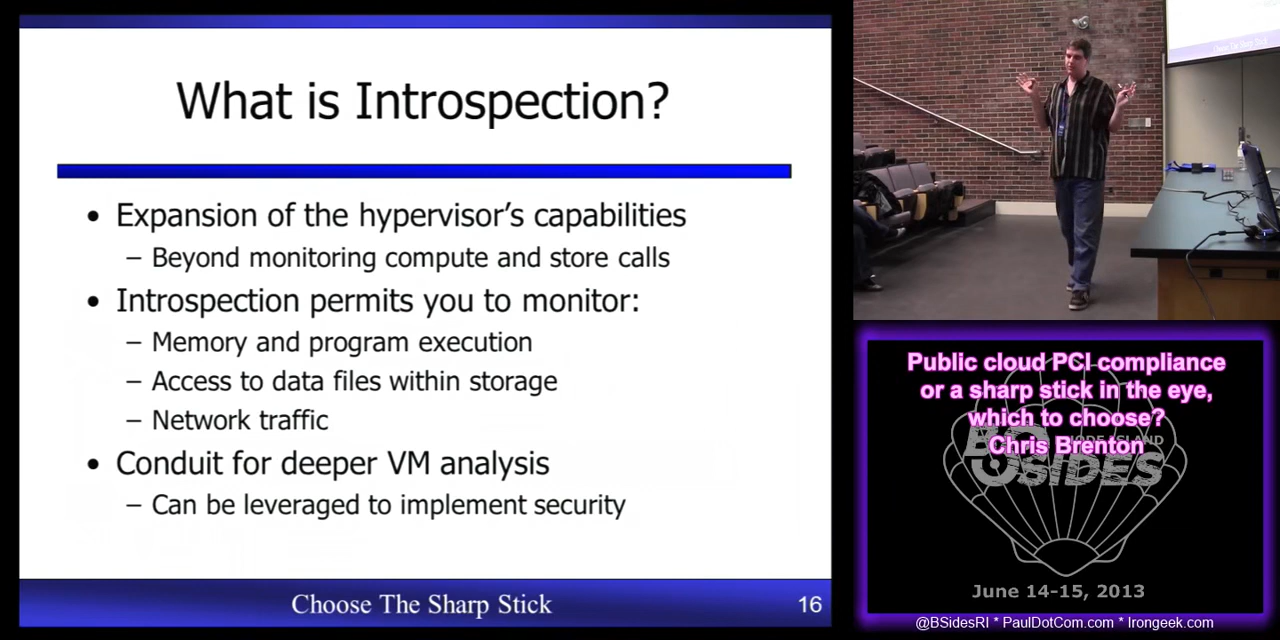 What is Introspection?
• Expansion of the hypervisor's capabilities
– Beyond monitoring compute and store calls
• Introspection permits you to monitor:
– Memory and program execution
– Access to data files within storage
– Network traffic
• Conduit for deeper VM analysis
– Can be leveraged to implement security
Choose The Sharp Stick
16
Public cloud PCI compliance
or a sharp stick in the eye,
which to choose?
Chris Brenton
SIDES
June 14-15, 2013
@BSidesRI * PaulDotCom.com * Irongeek.com